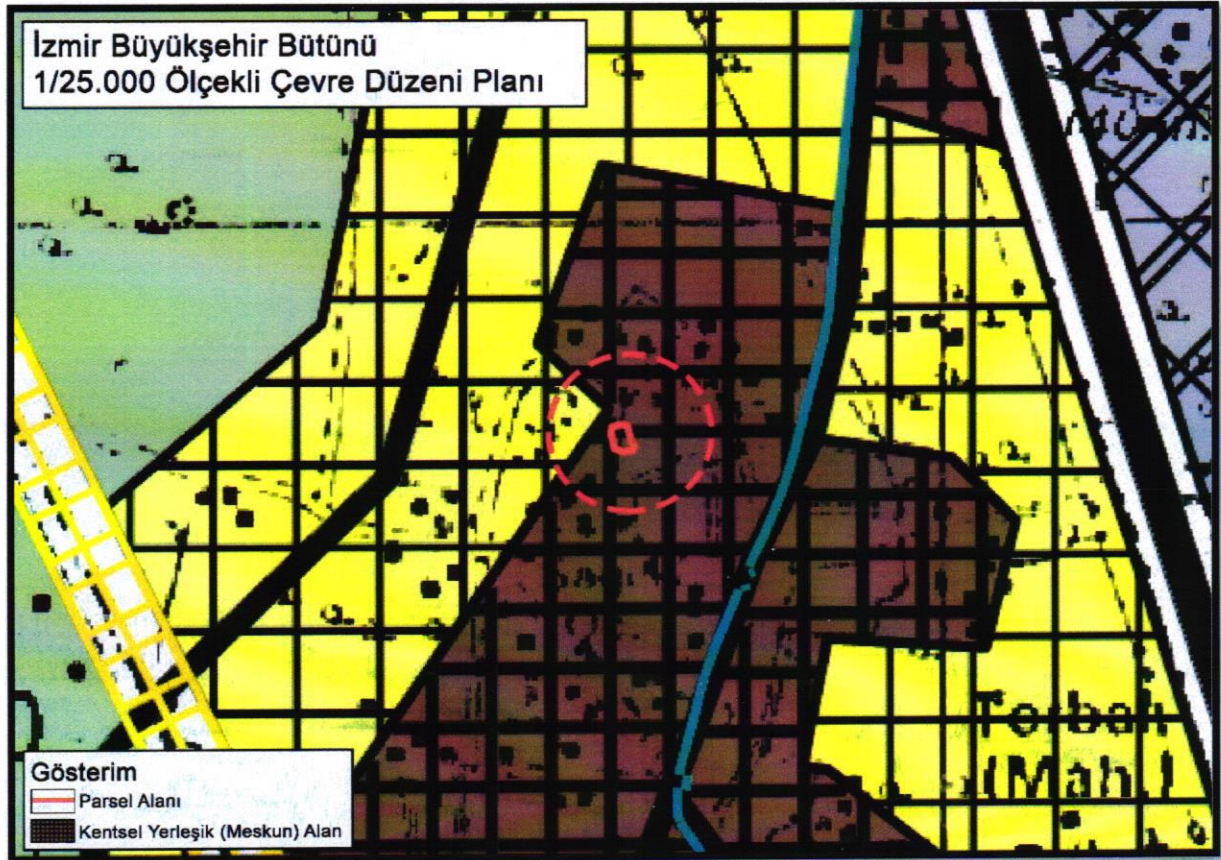 İzmir Büyükşehir Bütünü
1/25.000 Ölçekli Çevre Düzeni Planı
Torbalı
(Mah.)
Gösterim
Parsel Alanı
Kentsel Yerleşik (Meskun) Alan